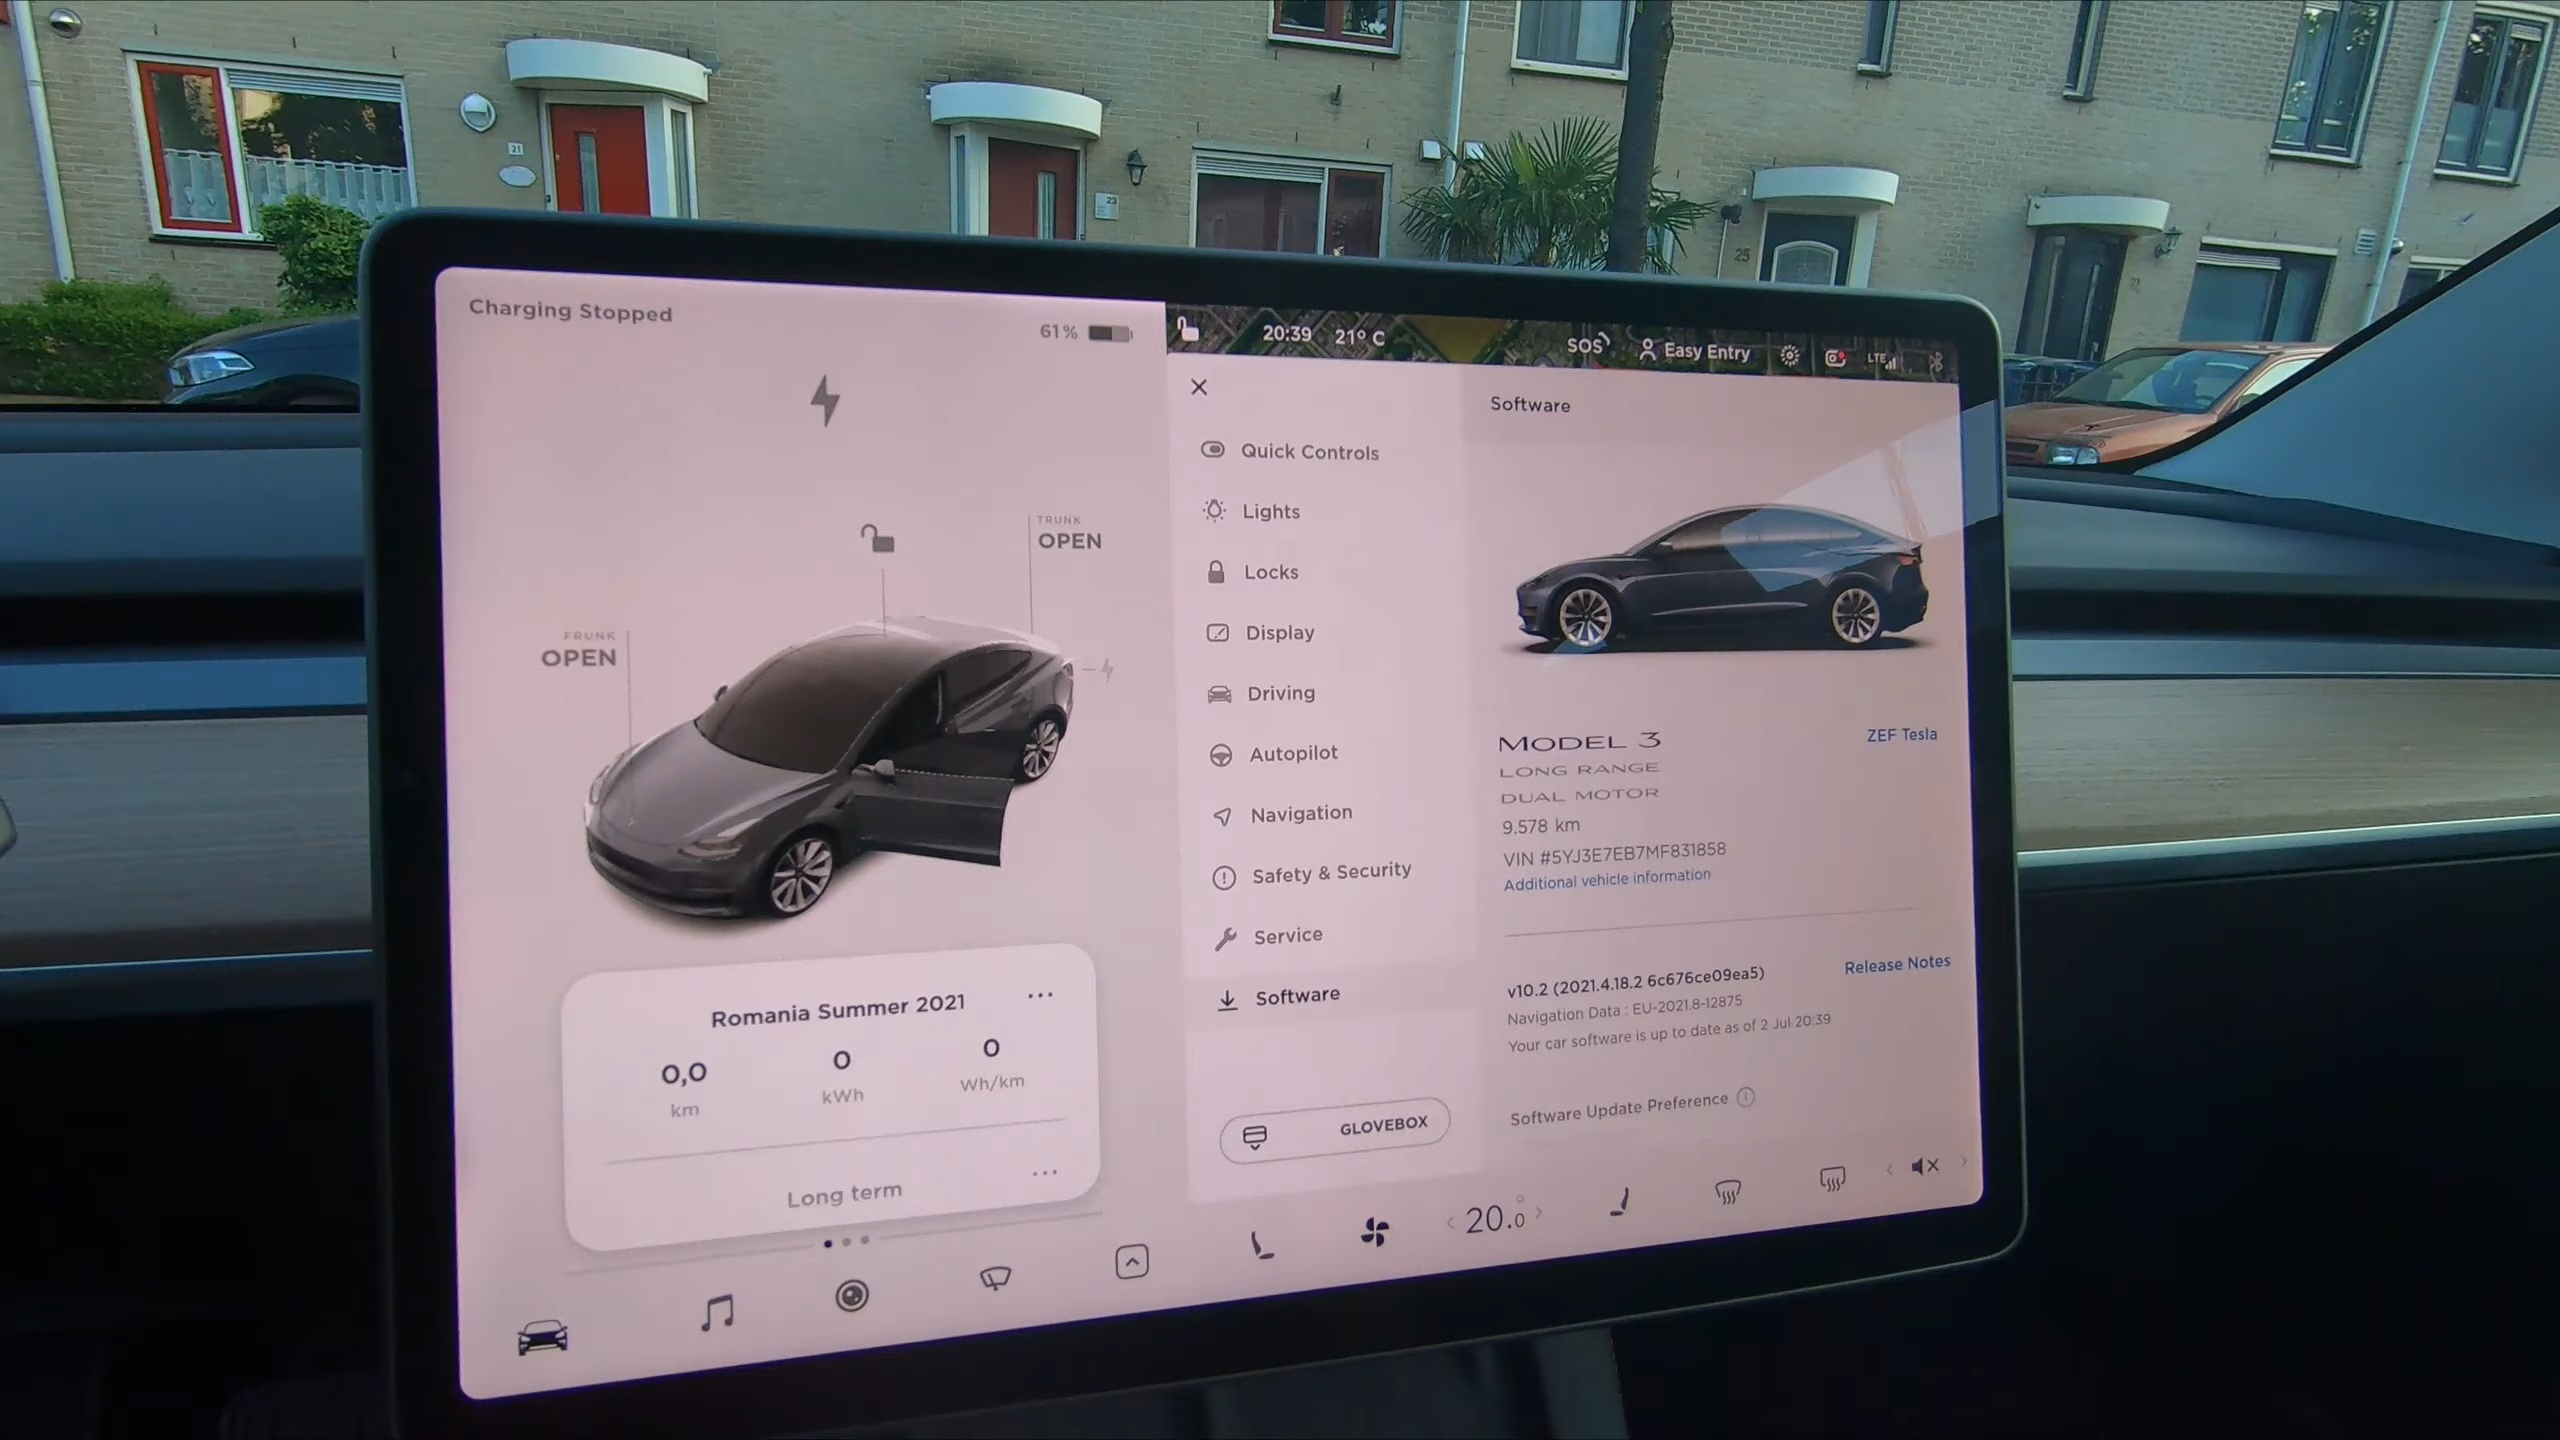 21
23
25
Charging Stopped
61%
20:39
21° C
SOS
Easy Entry
LTE
Software
Quick Controls
Lights
Locks
Display
Driving
Autopilot
Navigation
Safety & Security
Service
Software
GLOVEBOX
TRUNK
OPEN
FRUNK
OPEN
MODEL 3
ZEF Tesla
LONG RANGE
DUAL MOTOR
9.578 km
VIN #5YJ3E7EB7MF831858
Additional vehicle information
v10.2 (2021.4.18.2 6c676ce09ea5)
Release Notes
Navigation Data : EU-2021.8-12875
Your car software is up to date as of 2 Jul 20:39
Software Update Preference
Romania Summer 2021
0,0
km
0
kWh
0
Wh/km
Long term
20.0